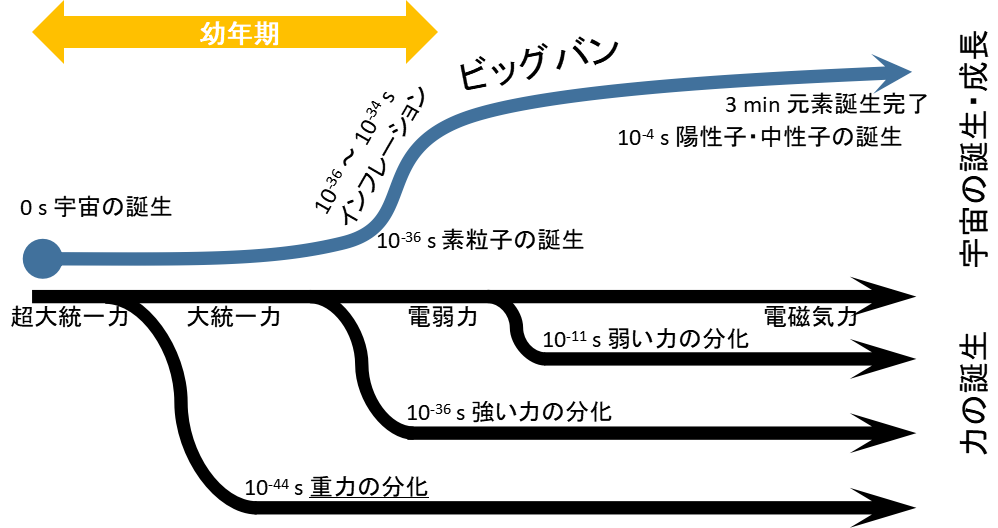 幼年期
ビッグバン
宇宙の誕生・成長
10-36 ～ 10-34 s
インフレーション
3 min 元素誕生完了
10-4 s 陽性子・中性子の誕生
0 s 宇宙の誕生
10-36 s 素粒子の誕生
超大統一力
大統一力
電弱力
電磁気力
10-11 s 弱い力の分化
力の誕生
10-36 s 強い力の分化
10-44 s 重力の分化